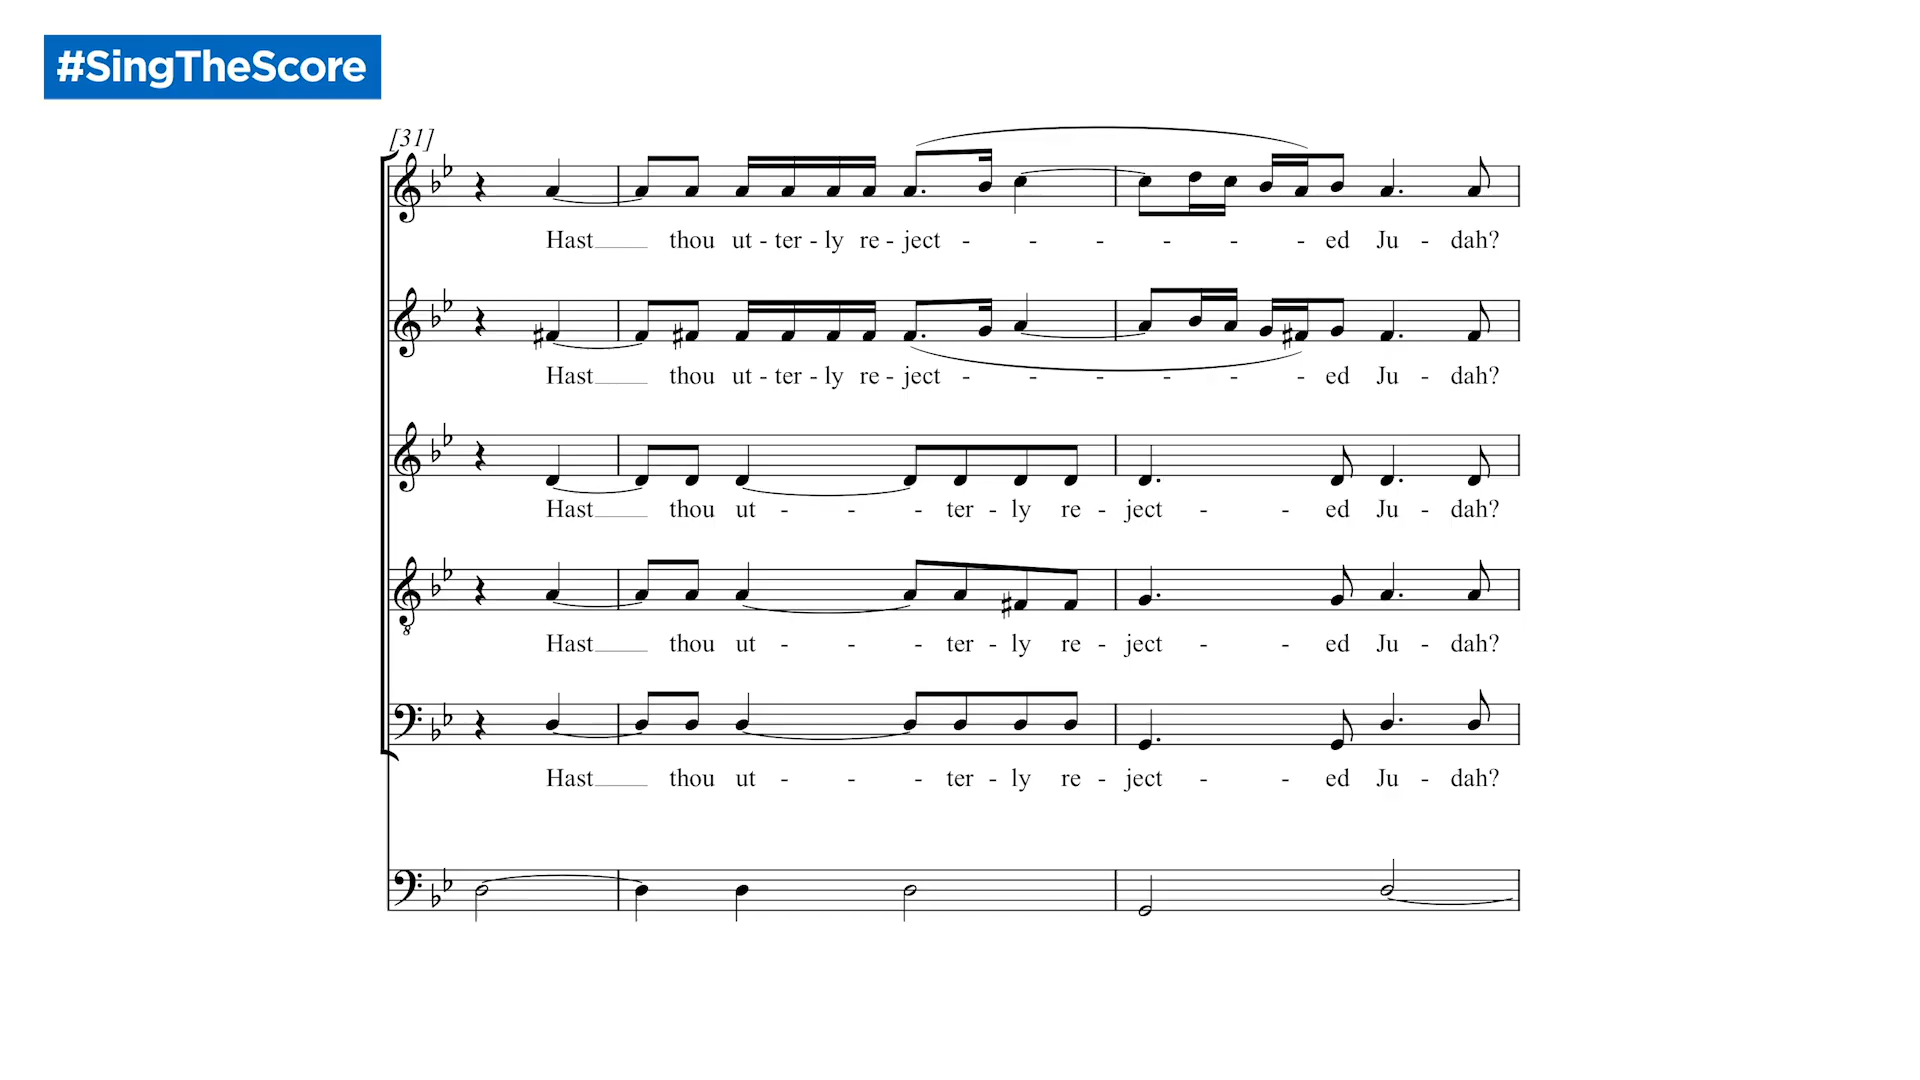 #SingTheScore
[31]
Hast thou ut - ter - ly re - ject - - - - - - ed Ju - dah?
Hast thou ut - ter - ly re - ject - - - - - - ed Ju - dah?
Hast thou ut - - - ter - ly re - ject - - ed Ju - dah?
Hast thou ut - - - ter - ly re - ject - - ed Ju - dah?
Hast thou ut - - - ter - ly re - ject - - ed Ju - dah?